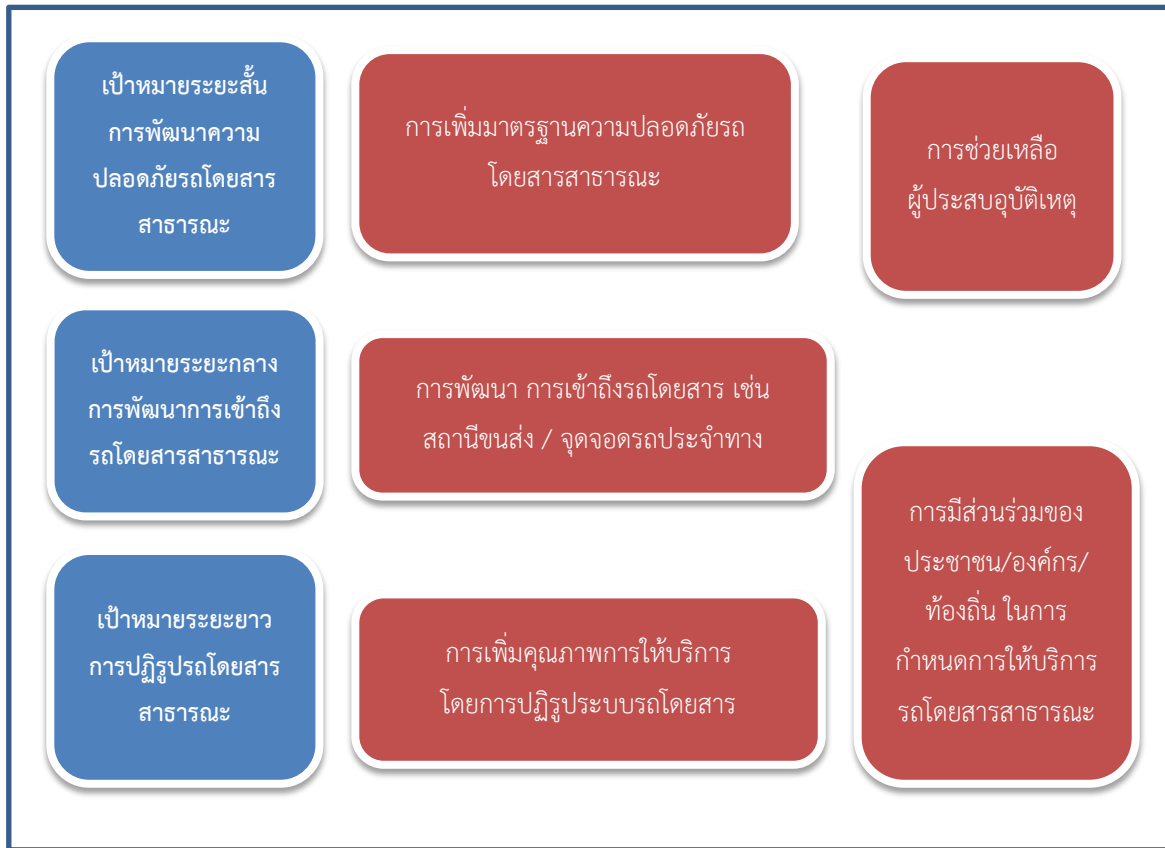 เป้าหมายระยะสั้น
การพัฒนาความ
ปลอดภัยรถโดยสาร
สาธารณะ
การเพิ่มมาตรฐานความปลอดภัยรถ
โดยสารสาธารณะ
การช่วยเหลือ
ผู้ประสบอุบัติเหตุ
เป้าหมายระยะกลาง
การพัฒนาการเข้าถึง
รถโดยสารสาธารณะ
การพัฒนา การเข้าถึงรถโดยสาร เช่น
สถานีขนส่ง / จุดจอดรถประจำทาง
การมีส่วนร่วมของ
ประชาชน/องค์กร/
ท้องถิ่น ในการ
กำหนดการให้บริการ
รถโดยสารสาธารณะ
เป้าหมายระยะยาว
การปฏิรูปรถโดยสาร
สาธารณะ
การเพิ่มคุณภาพการให้บริการ
โดยการปฏิรูประบบรถโดยสาร